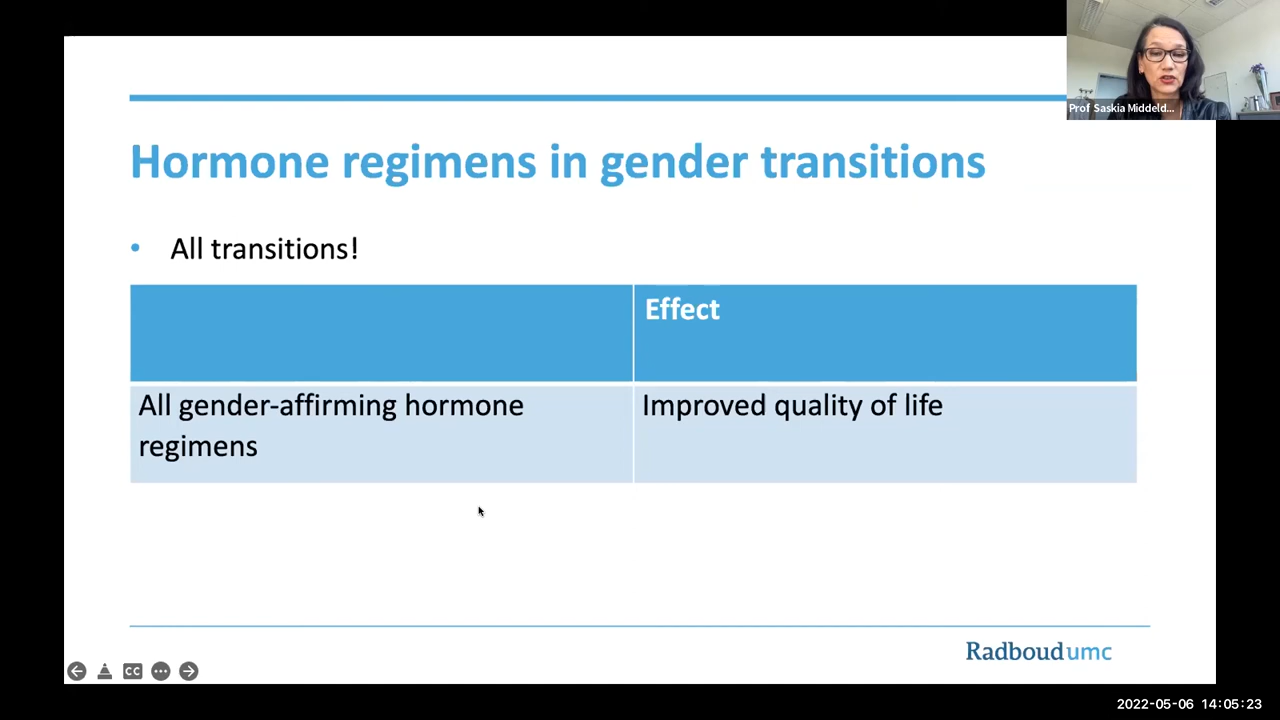 Prof Saskia Middeld...
Hormone regimens in gender transitions
• All transitions!
Effect
All gender-affirming hormone
regimens
Improved quality of life
Radboudumc
CC
2022-05-06 14:05:23